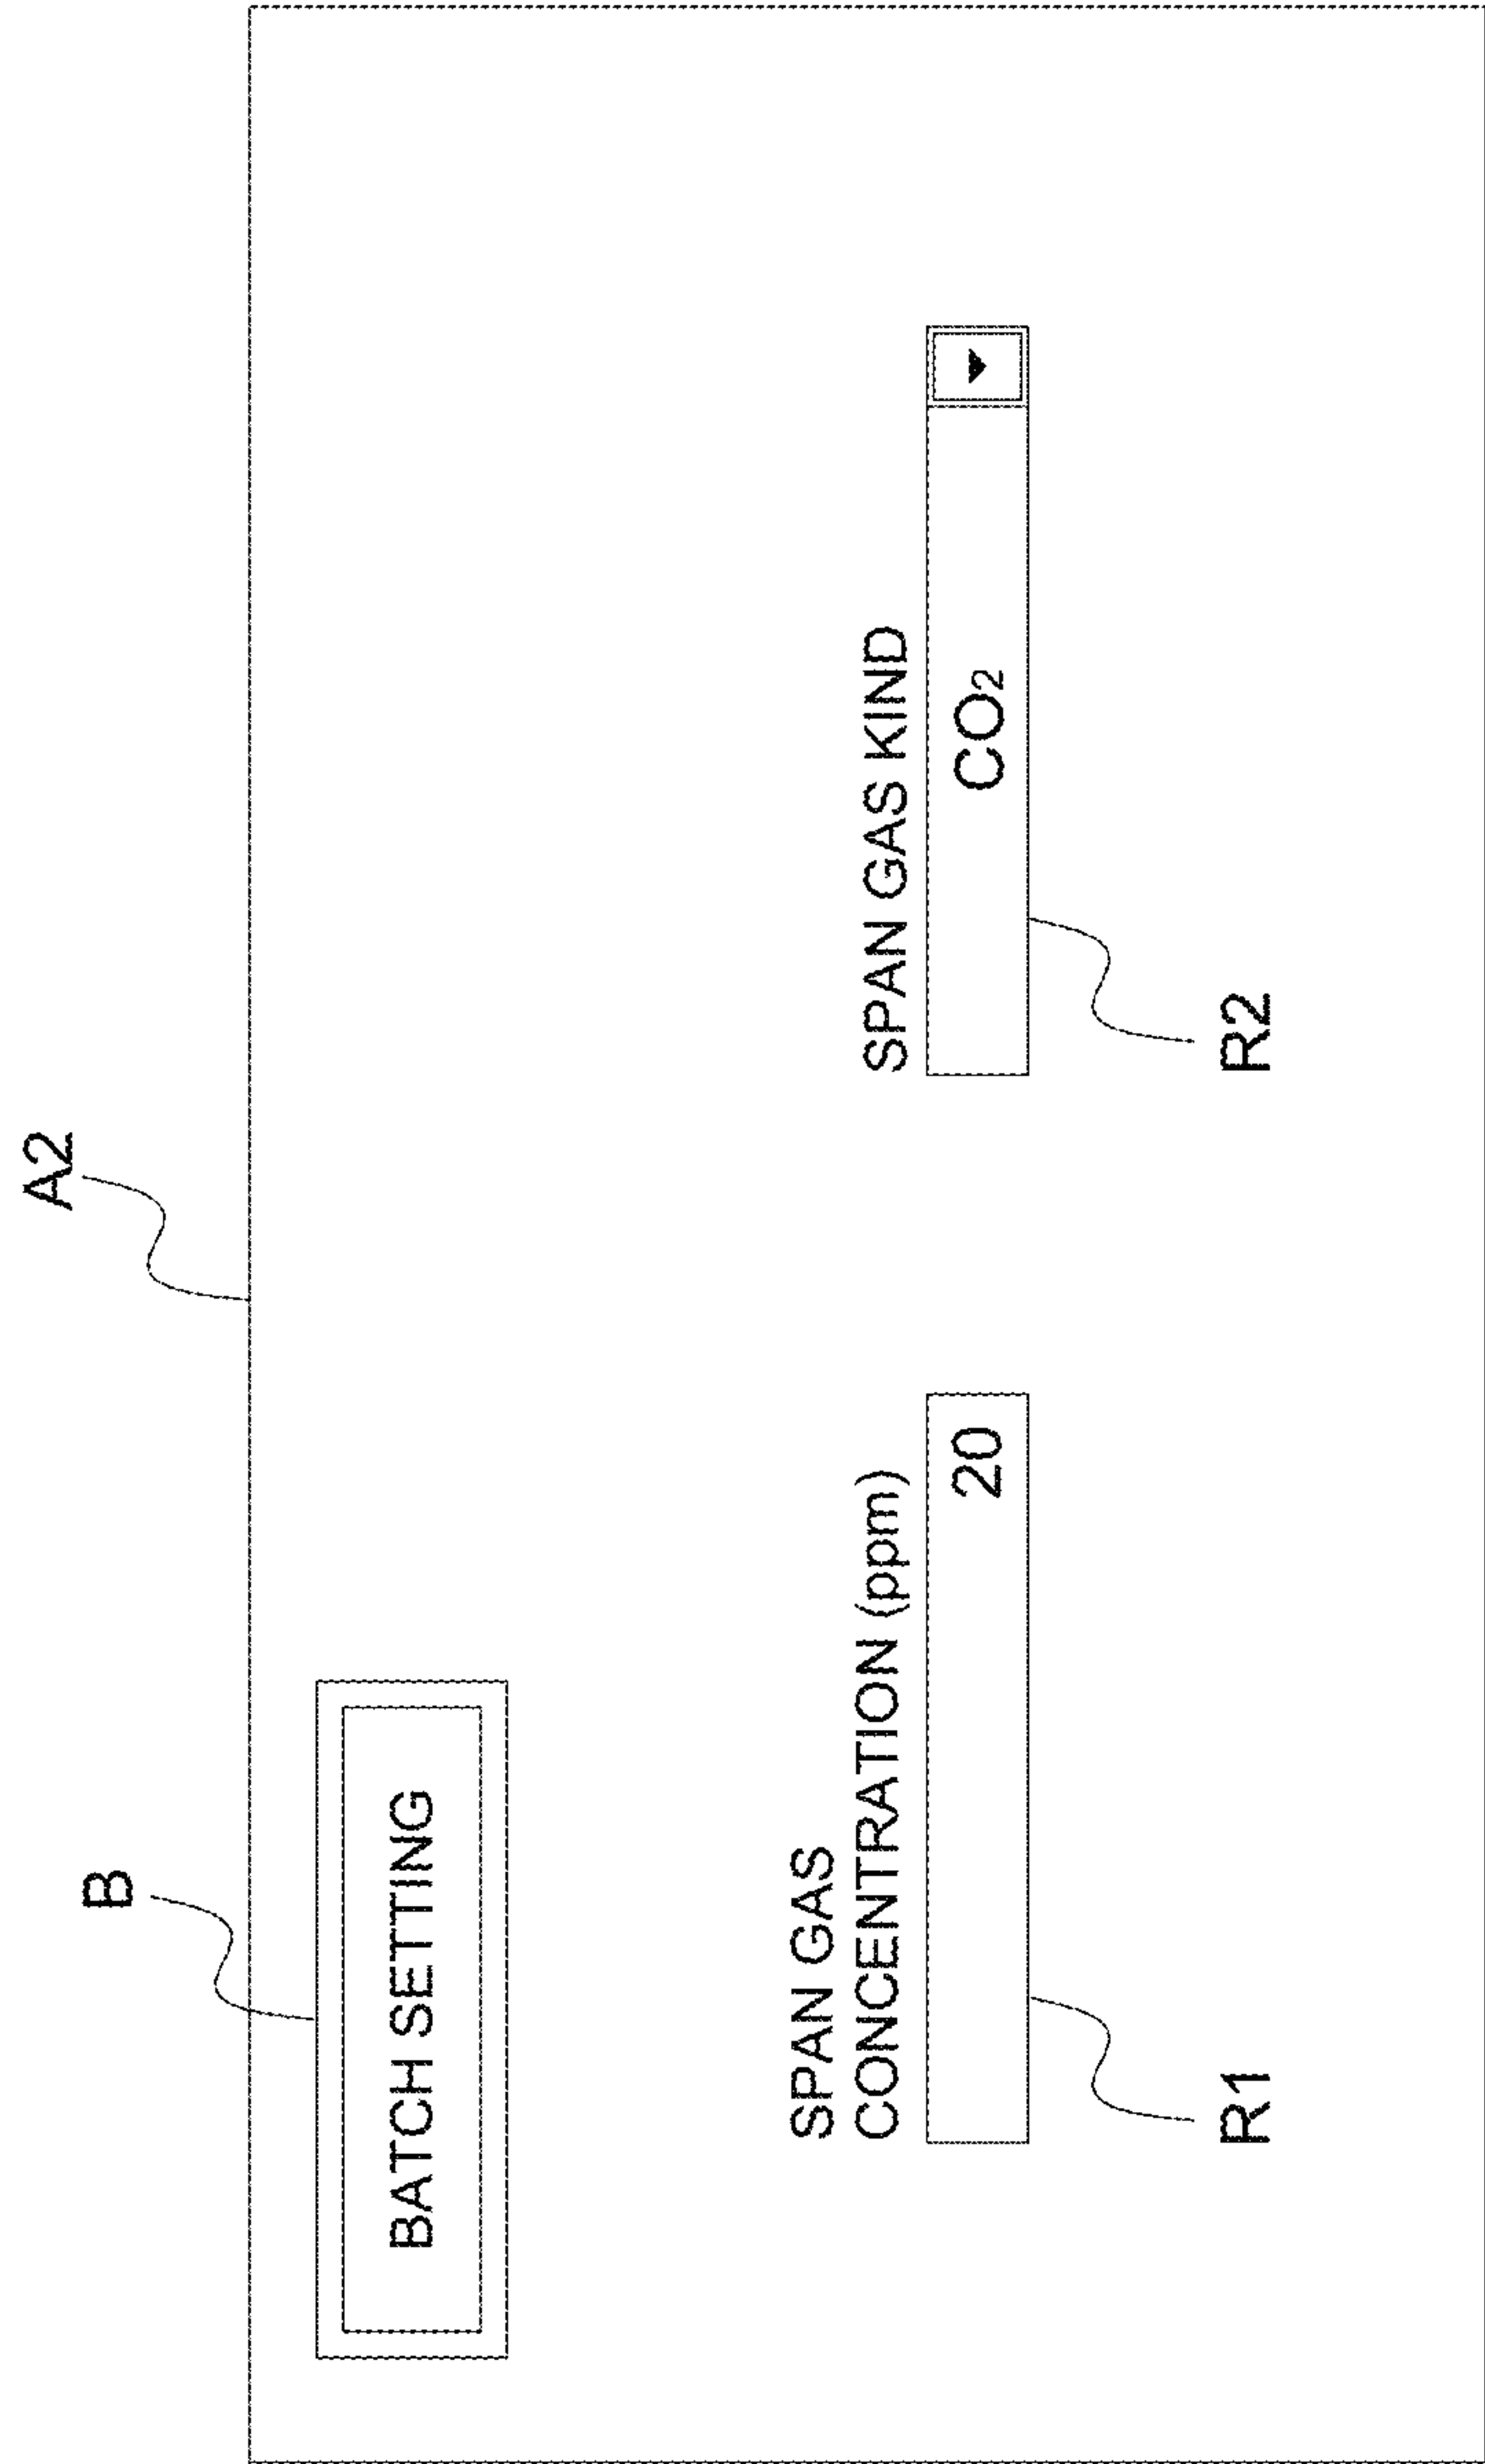 A2
B
BATCH SETTING
SPAN GAS
CONCENTRATION (ppm)
20
R1
SPAN GAS KIND
CO₂
R2